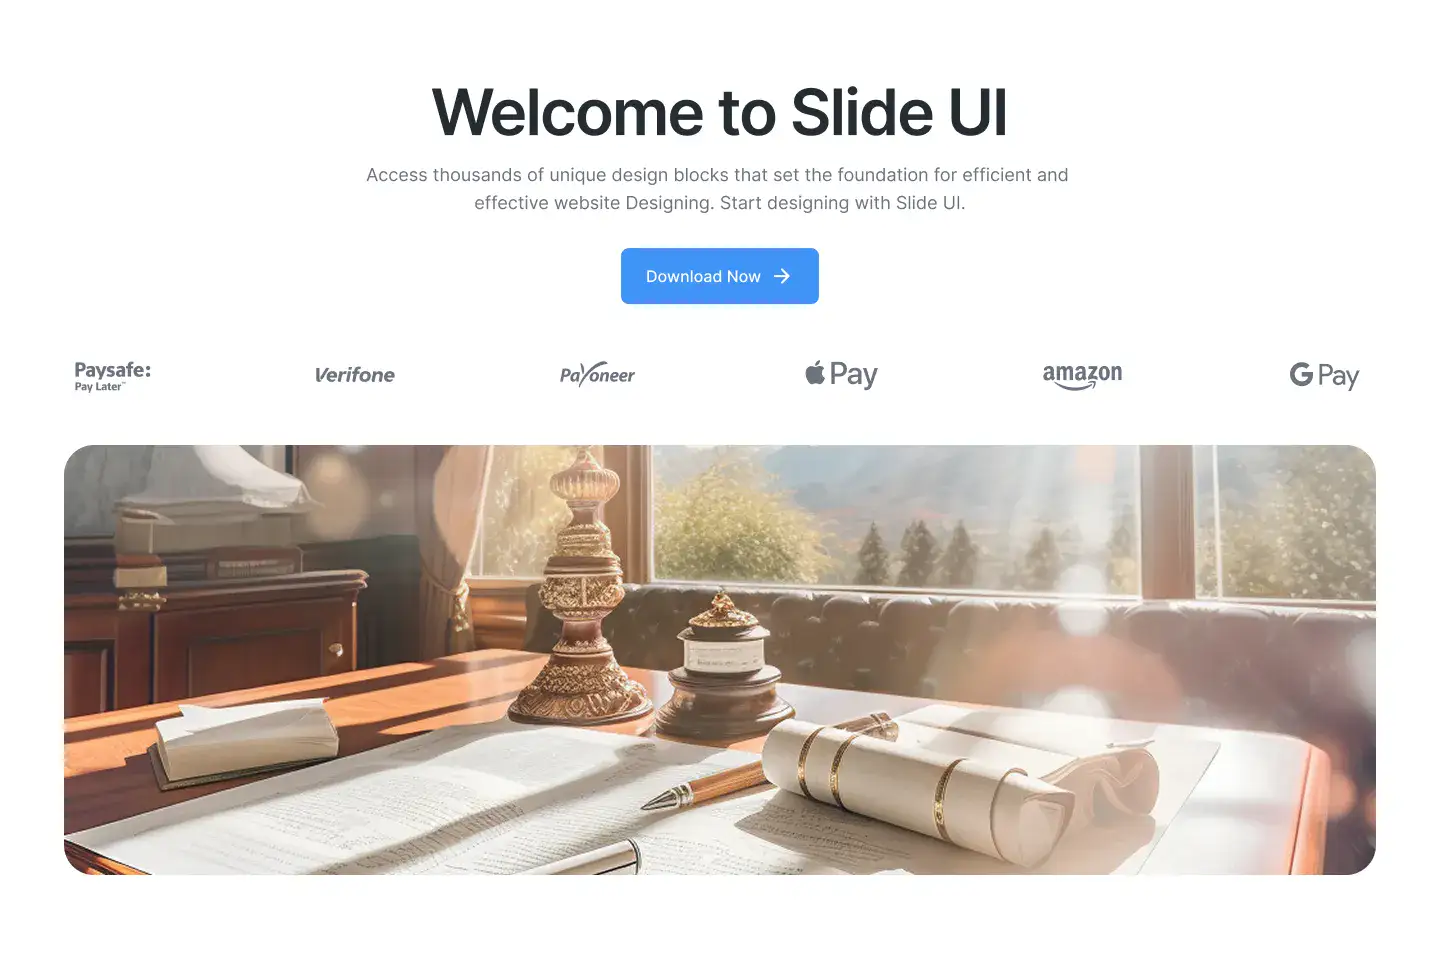 Welcome to Slide UI
Access thousands of unique design blocks that set the foundation for efficient and
effective website Designing. Start designing with Slide UI.
Download Now
Paysafe:
Pay Later™
Verifone
Payoneer
Pay
amazon
G Pay